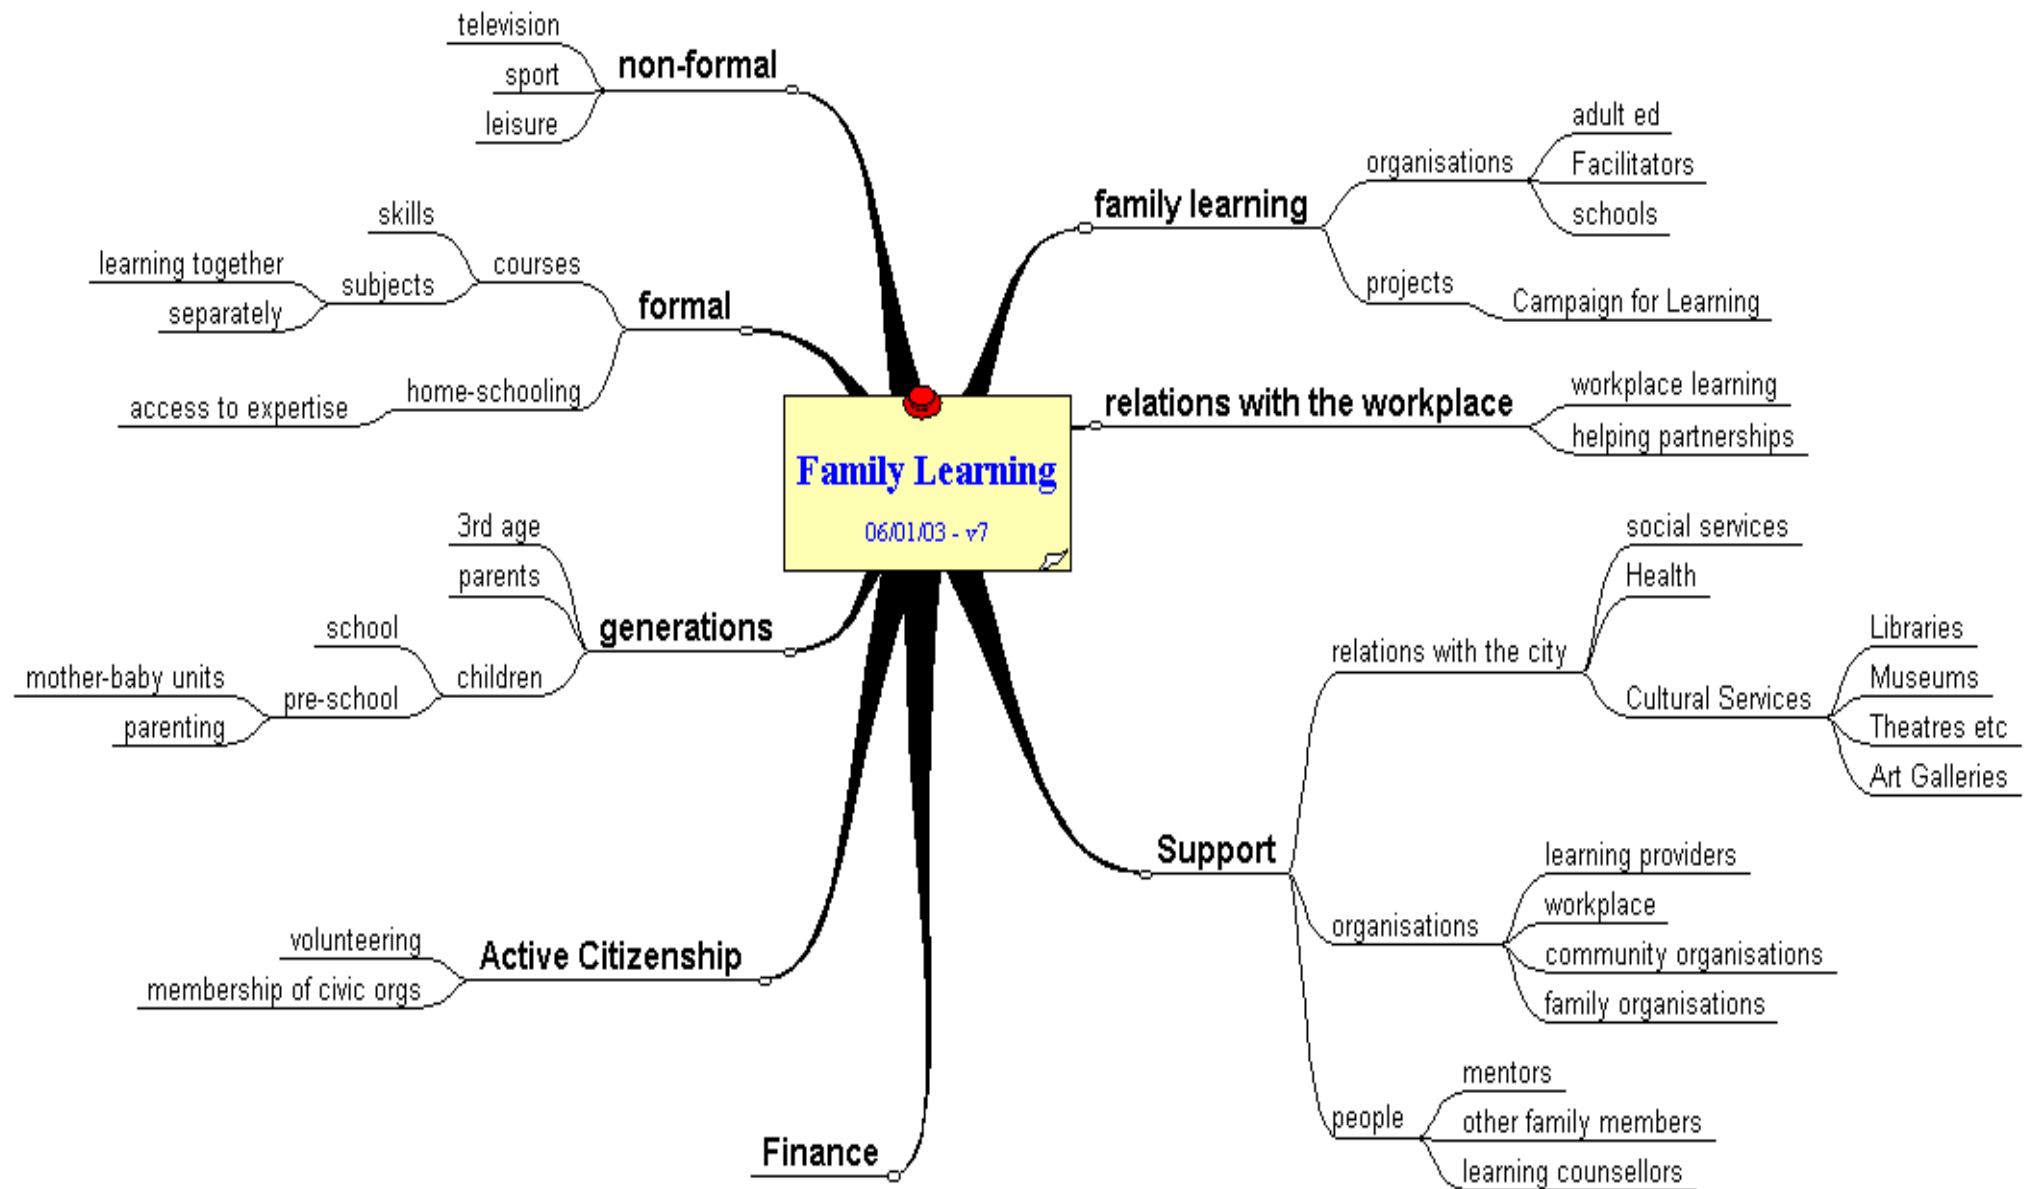 television
sport
leisure
non-formal
skills
learning together
separately
subjects
courses
formal
access to expertise
home-schooling
3rd age
parents
school
mother-baby units
parenting
pre-school
children
generations
volunteering
membership of civic orgs
Active Citizenship
Finance
Family Learning
06/01/03 - v7
family learning
organisations
adult ed
Facilitators
schools
projects
Campaign for Learning
relations with the workplace
workplace learning
helping partnerships
Support
relations with the city
social services
Health
Cultural Services
Libraries
Museums
Theatres etc
Art Galleries
organisations
learning providers
workplace
community organisations
family organisations
people
mentors
other family members
learning counsellors